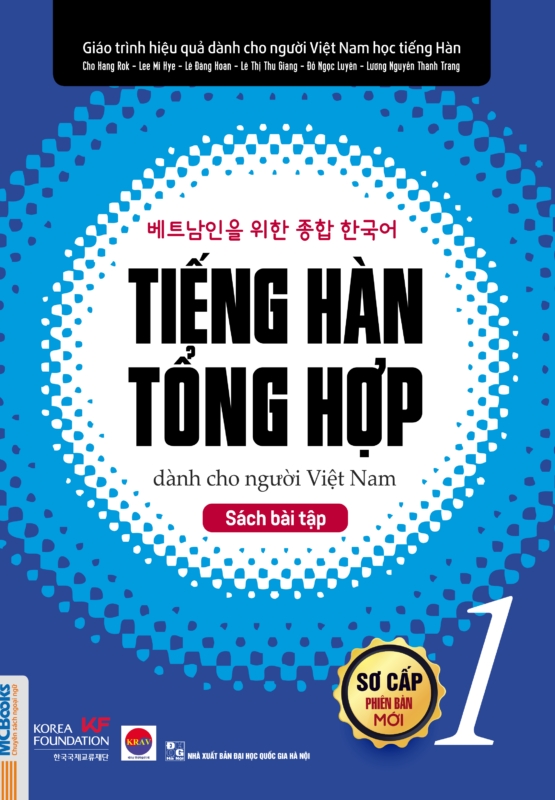 Giáo trình hiệu quả dành cho người Việt Nam học tiếng Hàn
Cho Hang Rok - Lee Mi Hye - Lê Đăng Hoan - Lê Thị Thu Giang - Đỗ Ngọc Luyến - Lương Nguyễn Thanh Trang
베트남인을 위한 종합 한국어
TIẾNG HÀN
TỔNG HỢP
dành cho người Việt Nam
Sách bài tập
1
SƠ CẤP
PHIÊN BẢN
MỚI
MCBOOKS
Chuyên sách ngoại ngữ
KOREA KF
FOUNDATION
한국국제교류재단
KRAV
NHÀ XUẤT BẢN ĐẠI HỌC QUỐC GIA HÀ NỘI